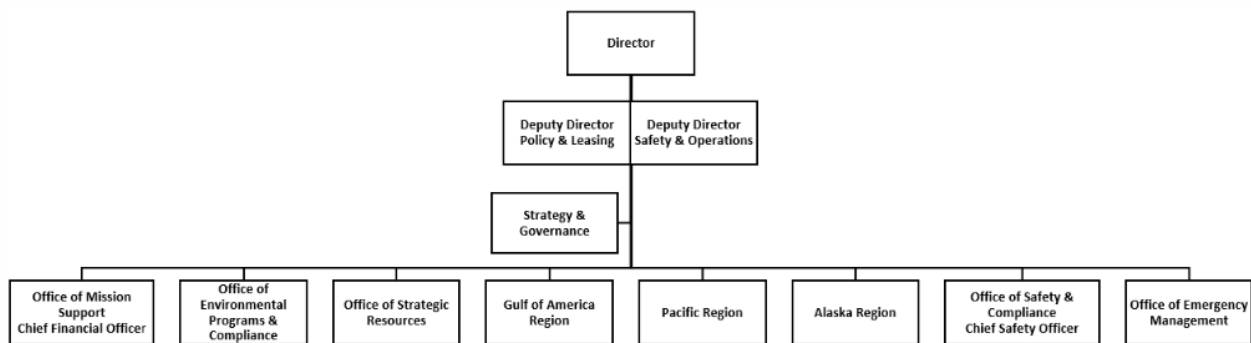 Director
Deputy Director
Policy & Leasing
Deputy Director
Safety & Operations
Strategy &
Governance
Office of Mission
Support
Chief Financial Officer
Office of
Environmental
Programs &
Compliance
Office of Strategic
Resources
Gulf of America
Region
Pacific Region
Alaska Region
Office of Safety &
Compliance
Chief Safety Officer
Office of Emergency
Management